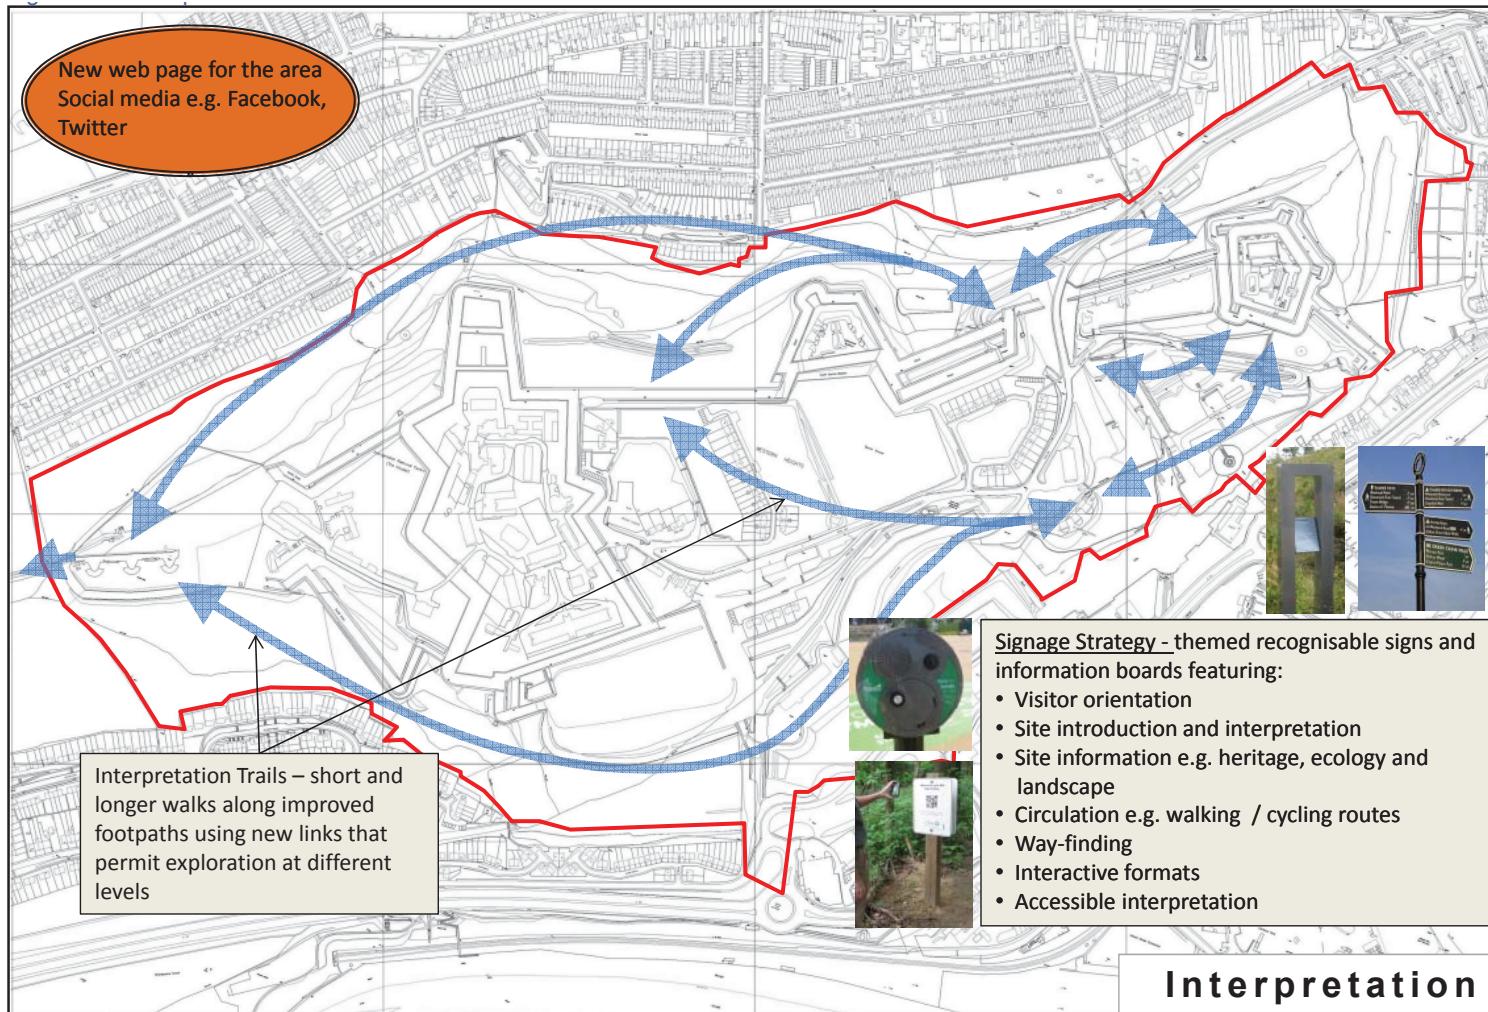 New web page for the area
Social media e.g. Facebook,
Twitter
WESTERN HEIGHTS
Signage Strategy - themed recognisable signs and
information boards featuring:
• Visitor orientation
• Site introduction and interpretation
• Site information e.g. heritage, ecology and
landscape
• Circulation e.g. walking / cycling routes
• Way-finding
• Interactive formats
• Accessible interpretation
Interpretation Trails – short and
longer walks along improved
footpaths using new links that
permit exploration at different
levels
Interpretation